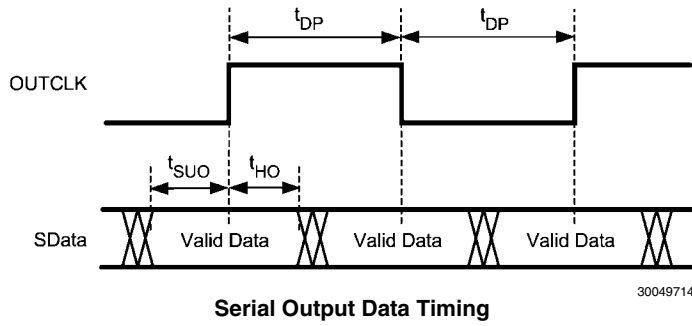 tDP tDP
OUTCLK
tSUO tHO
SData Valid Data Valid Data Valid Data
30049714
Serial Output Data Timing